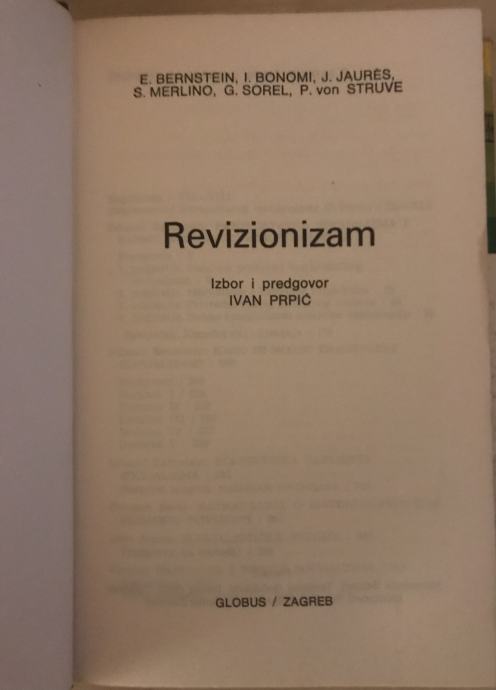 E. BERNSTEIN, I. BONOMI, J. JAURÈS,
S. MERLINO, G. SOREL, P. von STRUVE
Revizionizam
Izbor i predgovor
IVAN PRPIĆ
GLOBUS / ZAGREB